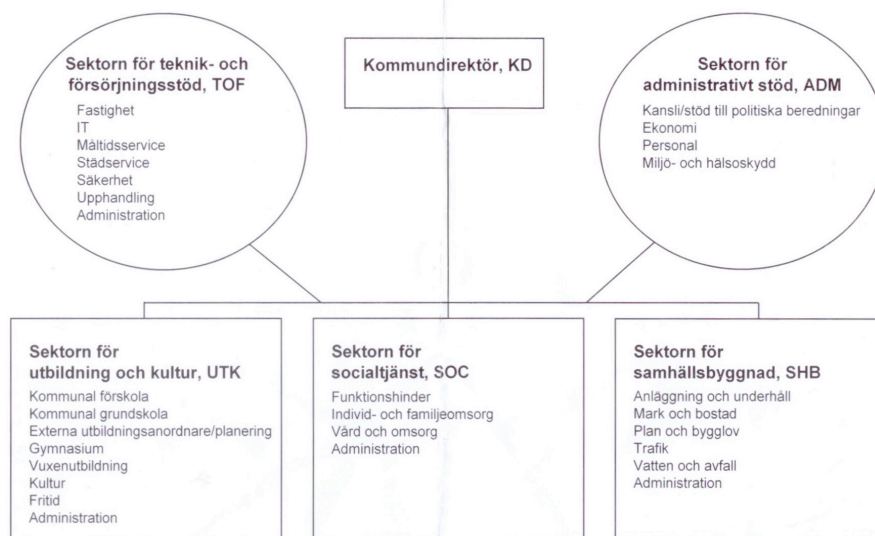 Sektorn för teknik- och
försörjningsstöd, TOF
Fastighet
IT
Måltidsservice
Städservice
Säkerhet
Upphandling
Administration
Kommundirektör, KD
Sektorn för
administrativt stöd, ADM
Kansli/stöd till politiska beredningar
Ekonomi
Personal
Miljö- och hälsoskydd
Sektorn för
utbildning och kultur, UTK
Kommunal förskola
Kommunal grundskola
Externa utbildningsanordnare/planering
Gymnasium
Vuxenutbildning
Kultur
Fritid
Administration
Sektorn för
socialtjänst, SOC
Funktionshinder
Individ- och familjeomsorg
Vård och omsorg
Administration
Sektorn för
samhällsbyggnad, SHB
Anläggning och underhåll
Mark och bostad
Plan och bygglov
Trafik
Vatten och avfall
Administration